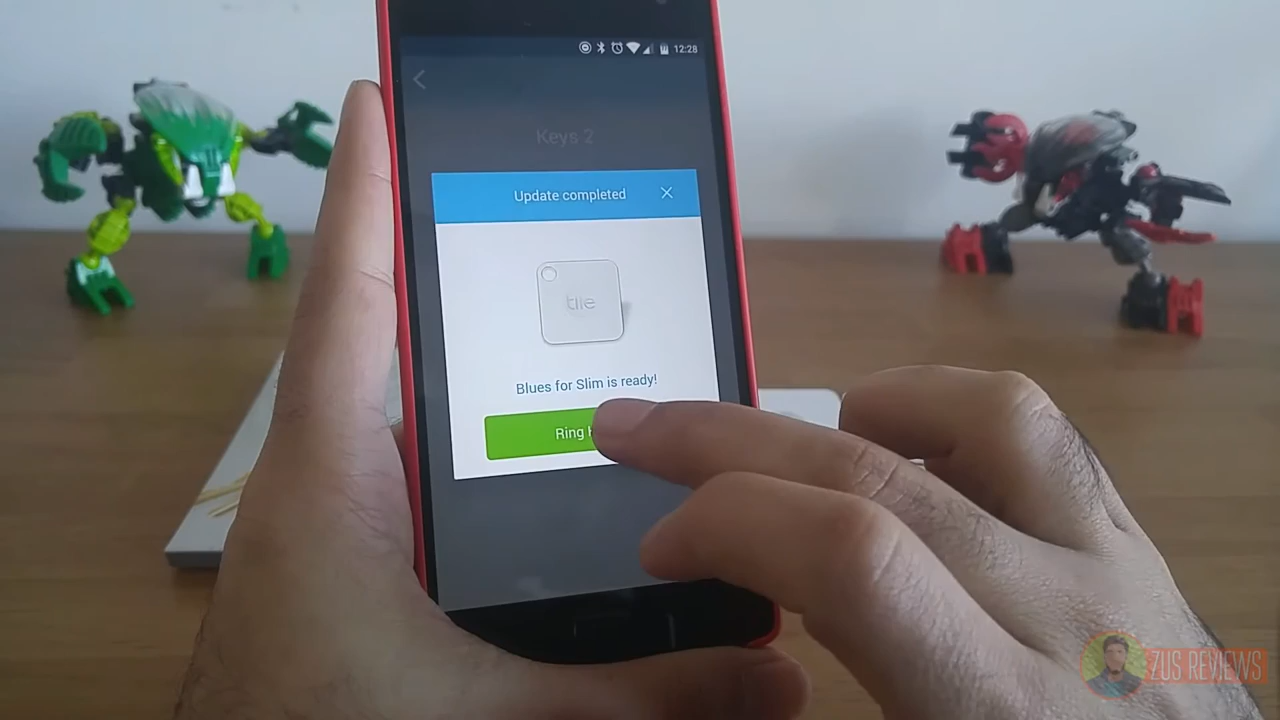 12:28
Keys 2
Update completed
tile
Blues for Slim is ready!
Ring
ZUS REVIEWS